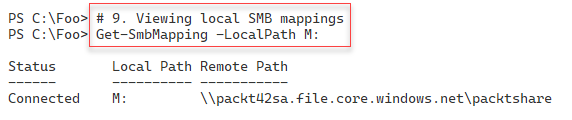 PS C:\Foo> # 9. Viewing local SMB mappings
PS C:\Foo> Get-SmbMapping -LocalPath M:
Status Local Path Remote Path
------ ---------- -----------
Connected M: \\packt42sa.file.core.windows.net\packtshare